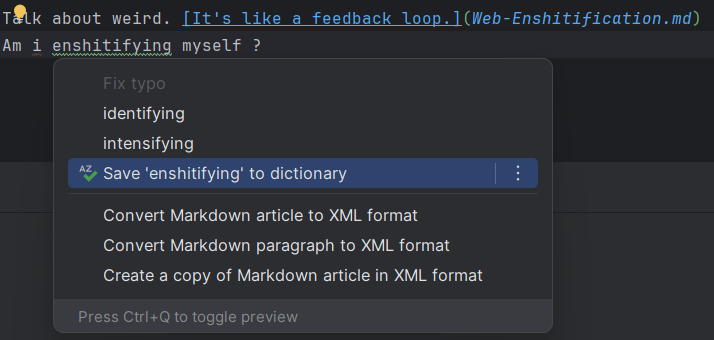 Talk about weird. [It's like a feedback loop.](Web-Enshitification.md)
Am i enshitifying myself ?
Fix typo
identifying
intensifying
AZ Save 'enshitifying' to dictionary
Convert Markdown article to XML format
Convert Markdown paragraph to XML format
Create a copy of Markdown article in XML format
Press Ctrl+Q to toggle preview